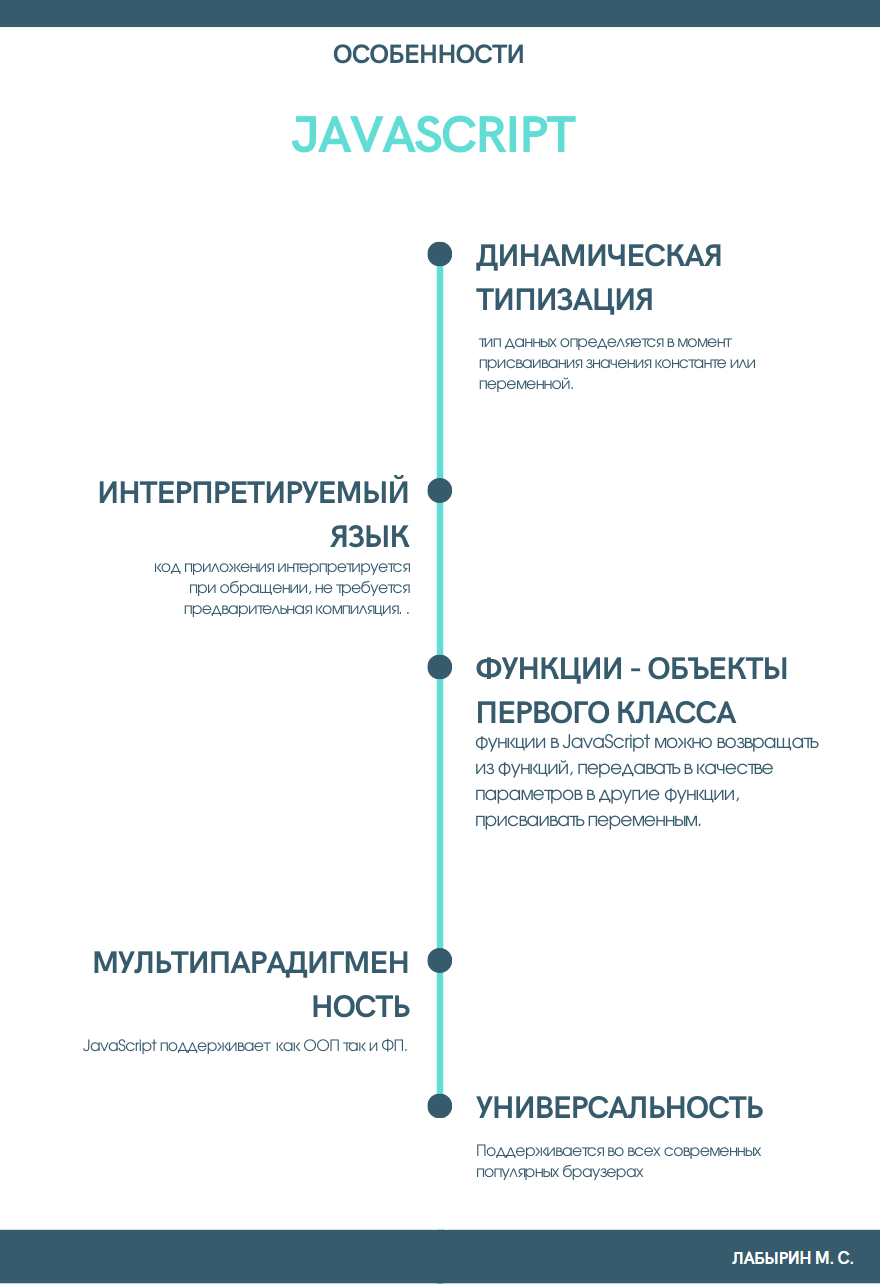 ОСОБЕННОСТИ
JAVASCRIPT
ДИНАМИЧЕСКАЯ
ТИПИЗАЦИЯ
тип данных определяется в момент
присваивания значения константе или
переменной.
ИНТЕРПРЕТИРУЕМЫЙ
ЯЗЫК
код приложения интерпретируется
при обращении, не требуется
предварительная компиляция. .
ФУНКЦИИ - ОБЪЕКТЫ
ПЕРВОГО КЛАССА
функции в JavaScript можно возвращать
из функций, передавать в качестве
параметров в другие функции,
присваивать переменным.
МУЛЬТИПАРАДИГМЕН
НОСТЬ
JavaScript поддерживает как ООП так и ФП.
УНИВЕРСАЛЬНОСТЬ
Поддерживается во всех современных
популярных браузерах
ЛАБЫРИН М. С.